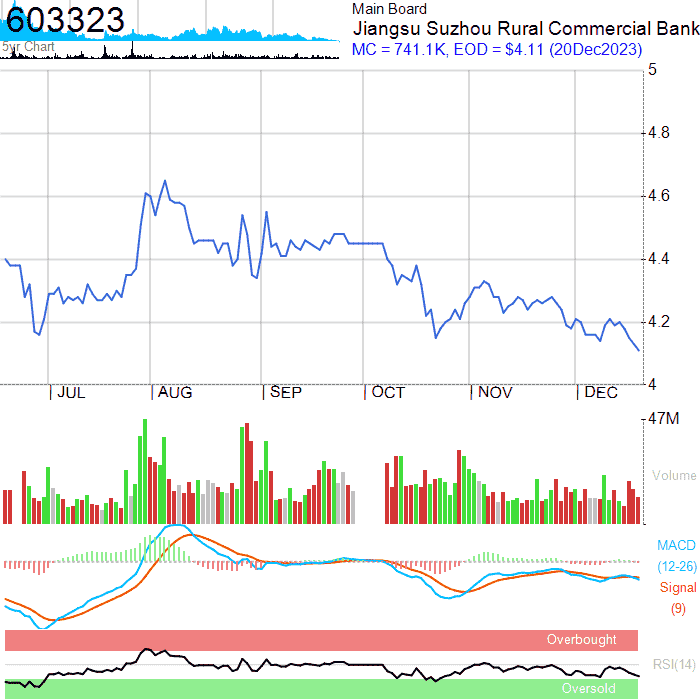 603323
5yr Chart
Main Board
Jiangsu Suzhou Rural Commercial Bank
MC = 741.1K, EOD = $4.11 (20Dec2023)
5
4.8
4.6
4.4
4.2
4
JUL
AUG
SEP
OCT
NOV
DEC
47M
Volume
MACD
(12-26)
Signal
(9)
Overbought
RSI(14)
Oversold